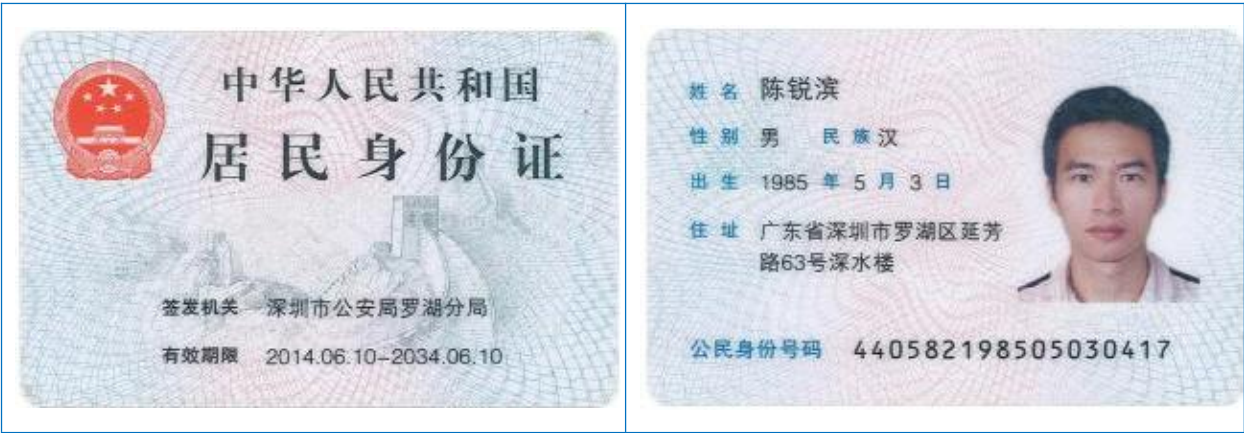 中华人民共和国
居民身份证
签发机关 深圳市公安局罗湖分局
有效期限 2014.06.10-2034.06.10
姓名 陈锐滨
性别 男 民族 汉
出生 1985 年 5 月 3 日
住址 广东省深圳市罗湖区延芳
路63号深水楼
公民身份号码 440582198505030417